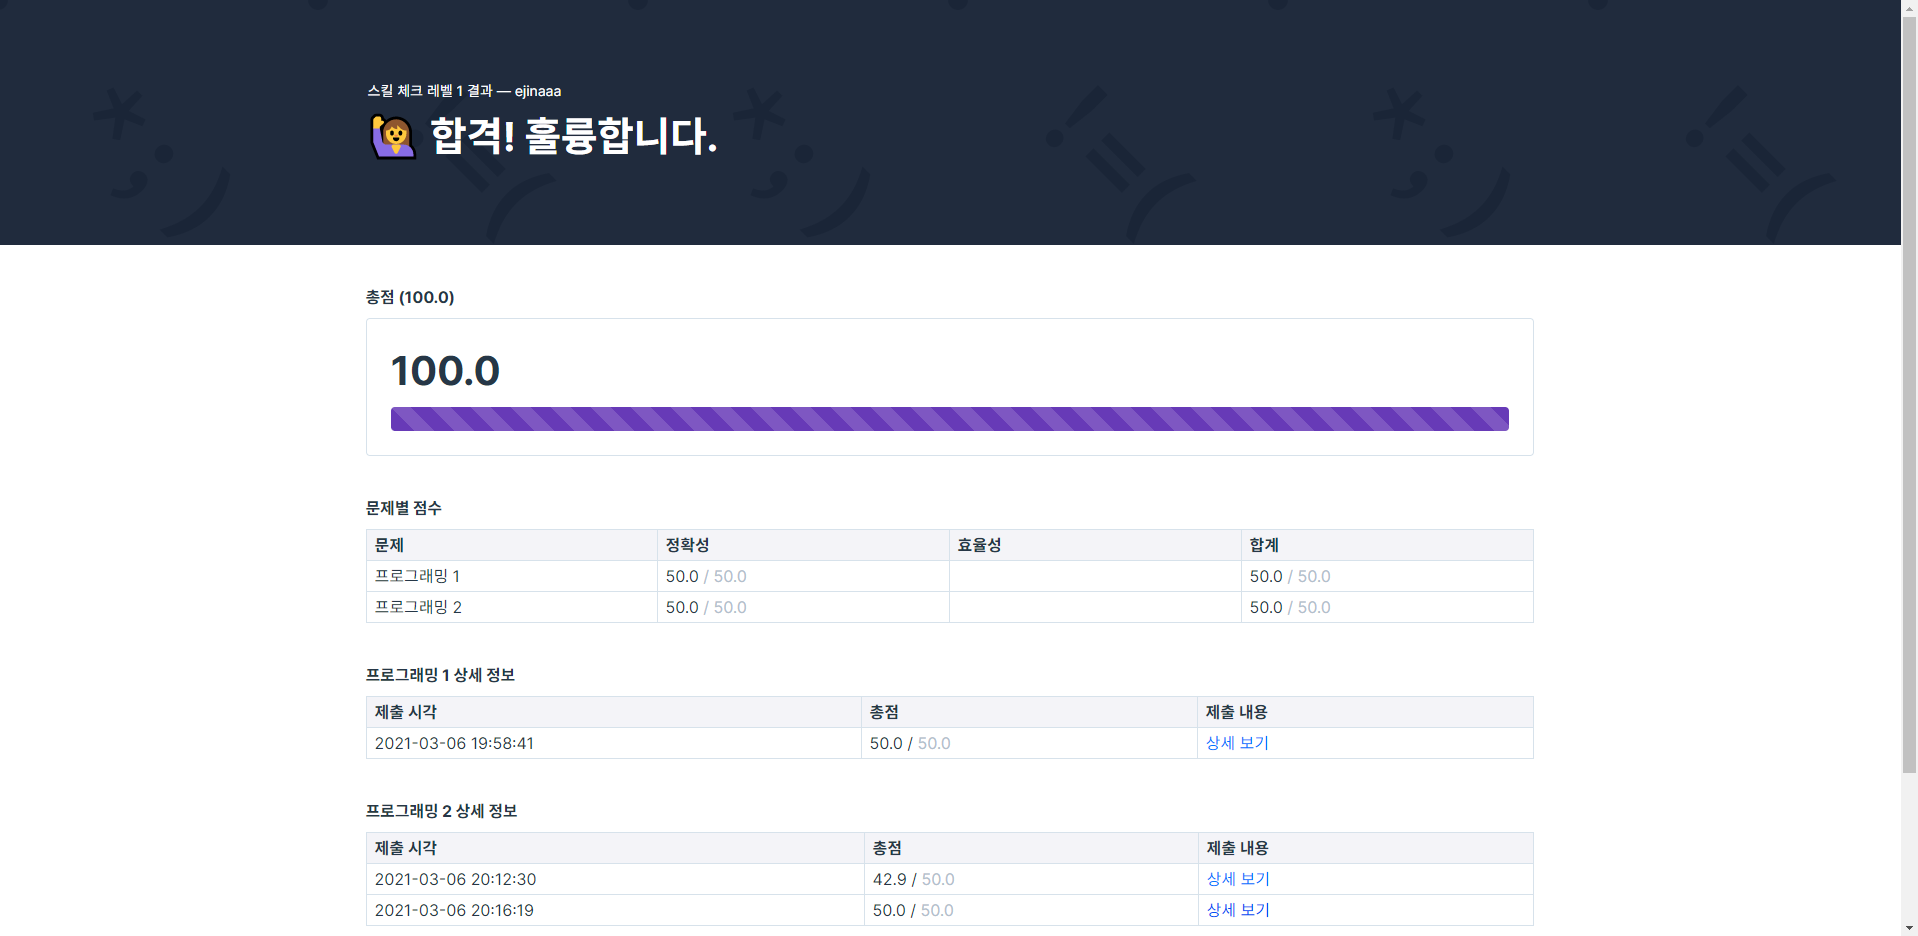 스킬 체크 레벨 1 결과 — ejinaaa
합격! 훌륭합니다.
총점 (100.0)
100.0
문제별 점수
문제 정확성 효율성 합계
프로그래밍 1 50.0 / 50.0 50.0 / 50.0
프로그래밍 2 50.0 / 50.0 50.0 / 50.0
프로그래밍 1 상세 정보
제출 시각 총점 제출 내용
2021-03-06 19:58:41 50.0 / 50.0 상세 보기
프로그래밍 2 상세 정보
제출 시각 총점 제출 내용
2021-03-06 20:12:30 42.9 / 50.0 상세 보기
2021-03-06 20:16:19 50.0 / 50.0 상세 보기